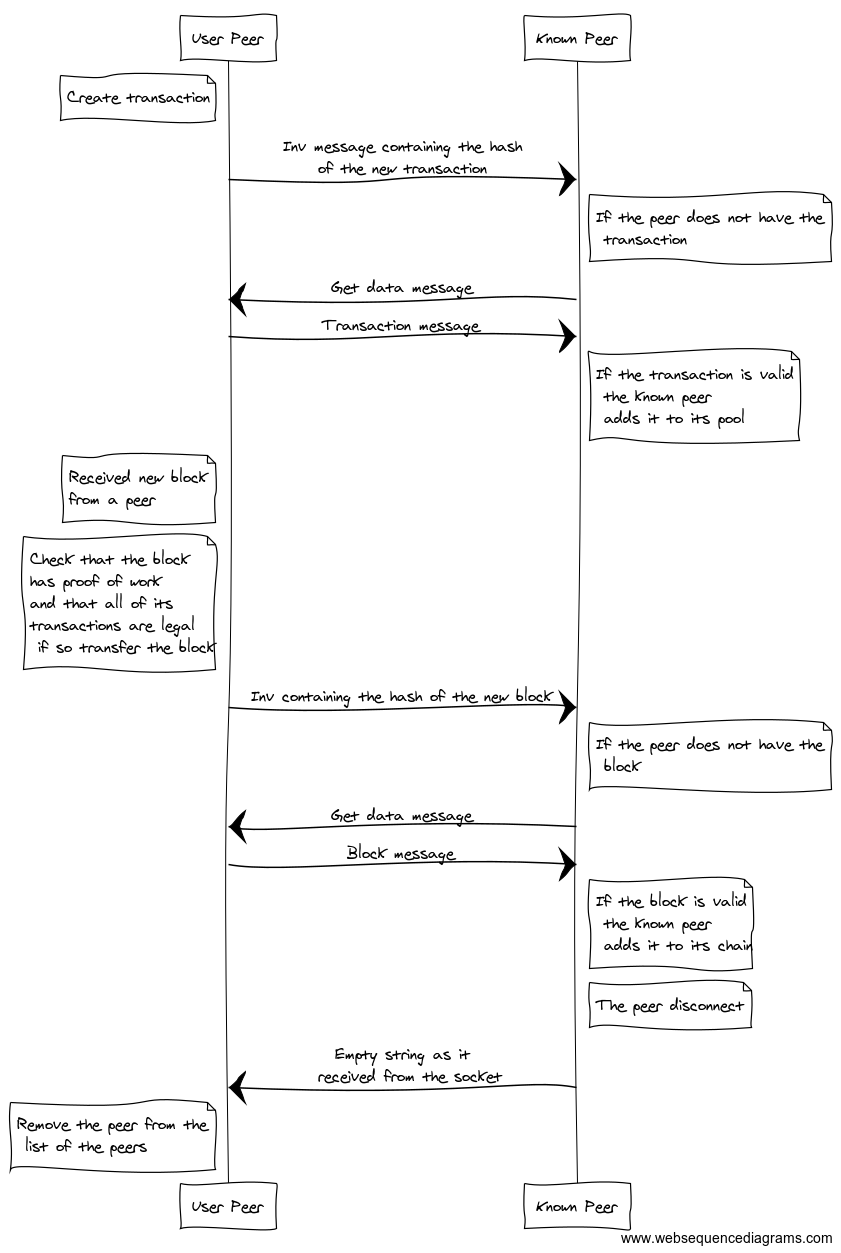 User Peer
Known Peer
Create transaction
Inv message containing the hash
of the new transaction
If the peer does not have the
transaction
Get data message
Transaction message
If the transaction is valid
the known peer
adds it to its pool
Received new block
from a peer
Check that the block
has proof of work
and that all of its
transactions are legal
if so transfer the block
Inv containing the hash of the new block
If the peer does not have the
block
Get data message
Block message
If the block is valid
the known peer
adds it to its chain
The peer disconnect
Empty string as it
received from the socket
Remove the peer from the
list of the peers
User Peer
Known Peer
www.websequencediagrams.com